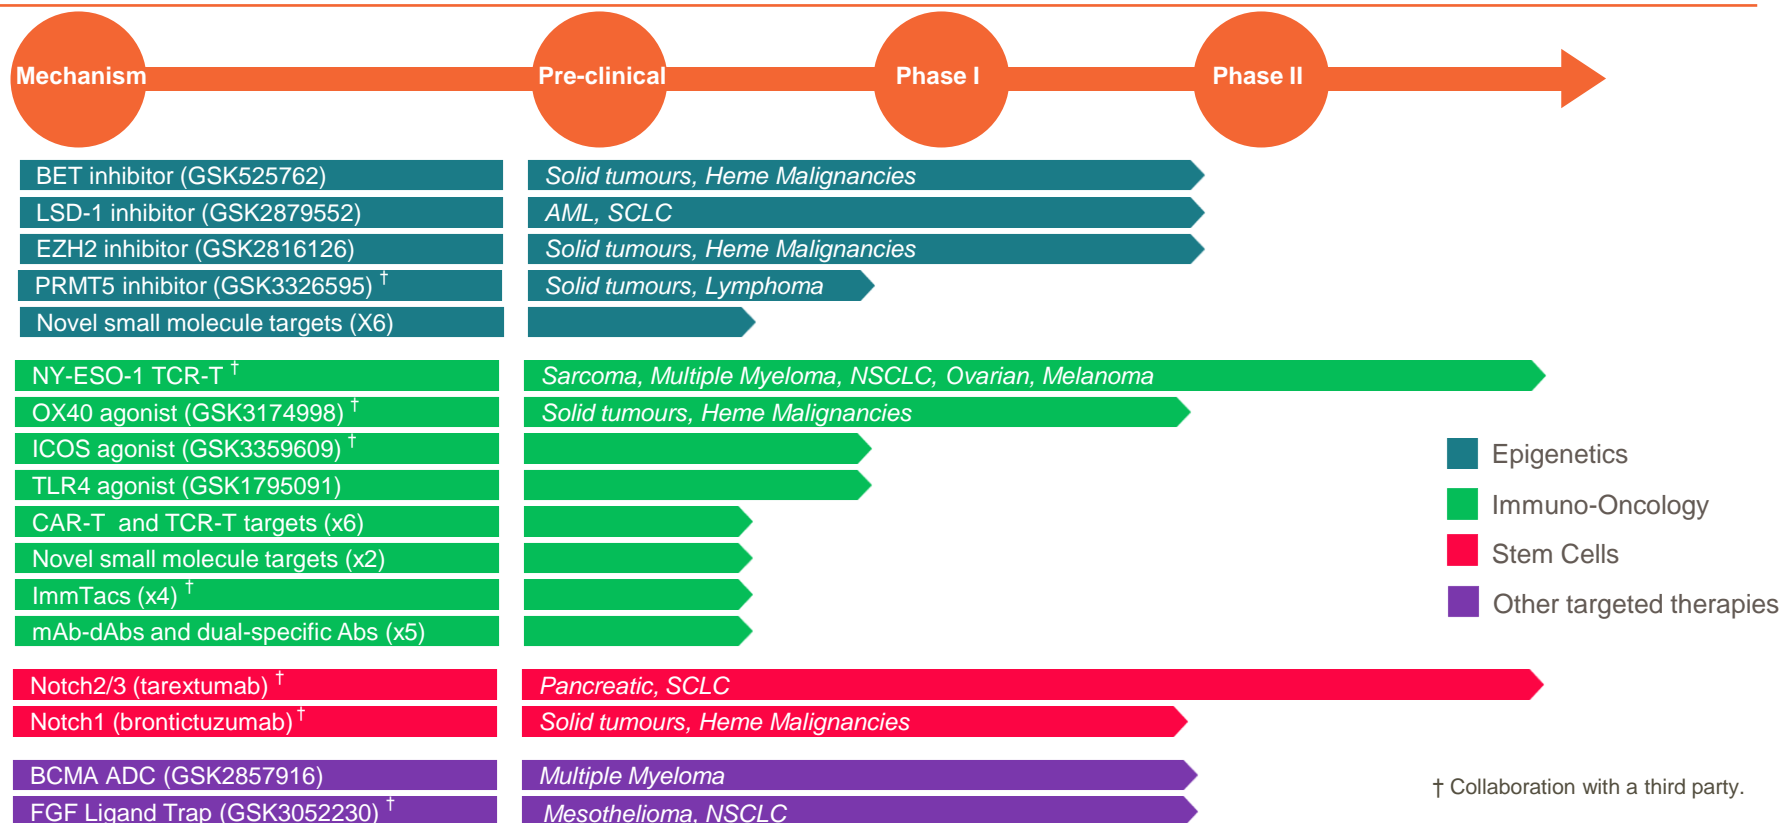 Mechanism Pre-clinical Phase I Phase II
BET inhibitor (GSK525762) Solid tumours, Heme Malignancies
LSD-1 inhibitor (GSK2879552) AML, SCLC
EZH2 inhibitor (GSK2816126) Solid tumours, Heme Malignancies
PRMT5 inhibitor (GSK3326595) † Solid tumours, Lymphoma
Novel small molecule targets (X6)
NY-ESO-1 TCR-T † Sarcoma, Multiple Myeloma, NSCLC, Ovarian, Melanoma
OX40 agonist (GSK3174998) † Solid tumours, Heme Malignancies
ICOS agonist (GSK3359609) †
TLR4 agonist (GSK1795091)
CAR-T and TCR-T targets (x6)
Novel small molecule targets (x2)
ImmTacs (x4) †
mAb-dAbs and dual-specific Abs (x5)
Notch2/3 (tarextumab) † Pancreatic, SCLC
Notch1 (brontictuzumab) † Solid tumours, Heme Malignancies
BCMA ADC (GSK2857916) Multiple Myeloma
FGF Ligand Trap (GSK3052230) † Mesothelioma, NSCLC
Epigenetics
Immuno-Oncology
Stem Cells
Other targeted therapies
† Collaboration with a third party.